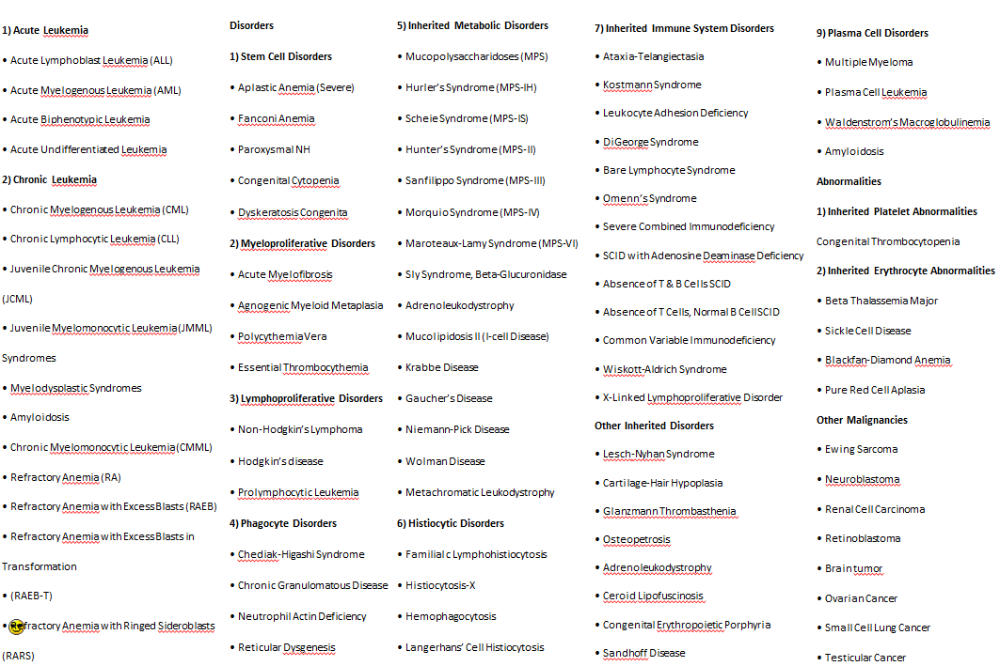 1) Acute Leukemia
• Acute Lymphoblast Leukemia (ALL)
• Acute Myelogenous Leukemia (AML)
• Acute Biphenotypic Leukemia
• Acute Undifferentiated Leukemia
2) Chronic Leukemia
• Chronic Myelogenous Leukemia (CML)
• Chronic Lymphocytic Leukemia (CLL)
• Juvenile Chronic Myelogenous Leukemia
(JCML)
• Juvenile Myelomonocytic Leukemia (JMML)
Syndromes
• Myelodysplastic Syndromes
• Amyloidosis
• Chronic Myelomonocytic Leukemia (CMML)
• Refractory Anemia (RA)
• Refractory Anemia with Excess Blasts (RAEB)
• Refractory Anemia with Excess Blasts in
Transformation
• (RAEB-T)
• fractory Anemia with Ringed Sideroblasts
(RARS)
Disorders
1) Stem Cell Disorders
• Aplastic Anemia (Severe)
• Fanconi Anemia
• Paroxysmal NH
• Congenital Cytopenia
• Dyskeratosis Congenita
2) Myeloproliferative Disorders
• Acute Myelofibrosis
• Agnogenic Myeloid Metaplasia
• Polycythemia Vera
• Essential Thrombocythemia
3) Lymphoproliferative Disorders
• Non-Hodgkin's Lymphoma
• Hodgkin's disease
• Prolymphocytic Leukemia
4) Phagocyte Disorders
• Chediak-Higashi Syndrome
• Chronic Granulomatous Disease
• Neutrophil Actin Deficiency
• Reticular Dysgenesis
5) Inherited Metabolic Disorders
• Mucopolysaccharidoses (MPS)
• Hurler's Syndrome (MPS-IH)
• Scheie Syndrome (MPS-IS)
• Hunter's Syndrome (MPS-II)
• Sanfilippo Syndrome (MPS-III)
• Morquio Syndrome (MPS-IV)
• Maroteaux-Lamy Syndrome (MPS-VI)
• Sly Syndrome, Beta-Glucuronidase
• Adrenoleukodystrophy
• Mucolipidosis II (I-cell Disease)
• Krabbe Disease
• Gaucher's Disease
• Niemann-Pick Disease
• Wolman Disease
• Metachromatic Leukodystrophy
6) Histiocytic Disorders
• Familial c Lymphohistiocytosis
• Histiocytosis-X
• Hemophagocytosis
• Langerhans' Cell Histiocytosis
7) Inherited Immune System Disorders
• Ataxia-Telangiectasia
• Kostmann Syndrome
• Leukocyte Adhesion Deficiency
• DiGeorge Syndrome
• Bare Lymphocyte Syndrome
• Omenn's Syndrome
• Severe Combined Immunodeficiency
• SCID with Adenosine Deaminase Deficiency
• Absence of T & B Cells SCID
• Absence of T Cells, Normal B Cell SCID
• Common Variable Immunodeficiency
• Wiskott-Aldrich Syndrome
• X-Linked Lymphoproliferative Disorder
Other Inherited Disorders
• Lesch-Nyhan Syndrome
• Cartilage-Hair Hypoplasia
• Glanzmann Thrombasthenia
• Osteopetrosis
• Adrenoleukodystrophy
• Ceroid Lipofuscinosis
• Congenital Erythropoietic Porphyria
• Sandhoff Disease
9) Plasma Cell Disorders
• Multiple Myeloma
• Plasma Cell Leukemia
• Waldenstrom's Macroglobulinemia
• Amyloidosis
Abnormalities
1) Inherited Platelet Abnormalities
Congenital Thrombocytopenia
2) Inherited Erythrocyte Abnormalities
• Beta Thalassemia Major
• Sickle Cell Disease
• Blackfan-Diamond Anemia
• Pure Red Cell Aplasia
Other Malignancies
• Ewing Sarcoma
• Neuroblastoma
• Renal Cell Carcinoma
• Retinoblastoma
• Brain tumor
• Ovarian Cancer
• Small Cell Lung Cancer
• Testicular Cancer